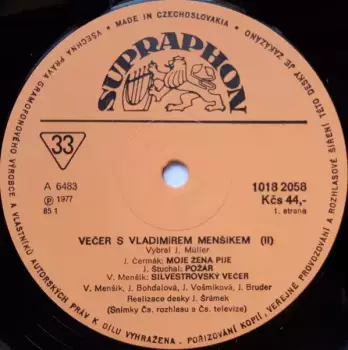 • MADE IN CZECHOSLOVAKIA •
VŠECHNA PRÁVA GRAMOFONOVÉHO VÝROBCE A VLASTNÍKŮ AUTORSKÝCH PRÁV K DÍLU VYHRAŽENA. POŘIZOVÁNÍ KOPIÍ, VEŘEJNÉ PROVOZOVÁNÍ A ROZHLASOVÉ ŠÍŘENÍ TÉTO DESKY JE ZAKÁZÁNO
SUPRAPHON
33
A 6483
℗ 1977
85 1
1018 2058
Kčs 44,-
1. strana
VEČER S VLADIMÍREM MENŠÍKEM (II)
Vybral J. Müller
J. Čermák: MOJE ŽENA PIJE
J. Štuchal: POŽÁR
V. Menšík: SILVESTROVSKÝ VEČER
V. Menšík, J. Bohdalová, J. Vošmiková, J. Bruder
Realizace desky J. Šrámek
(Snímky Čs. rozhlasu a Čs. televize)